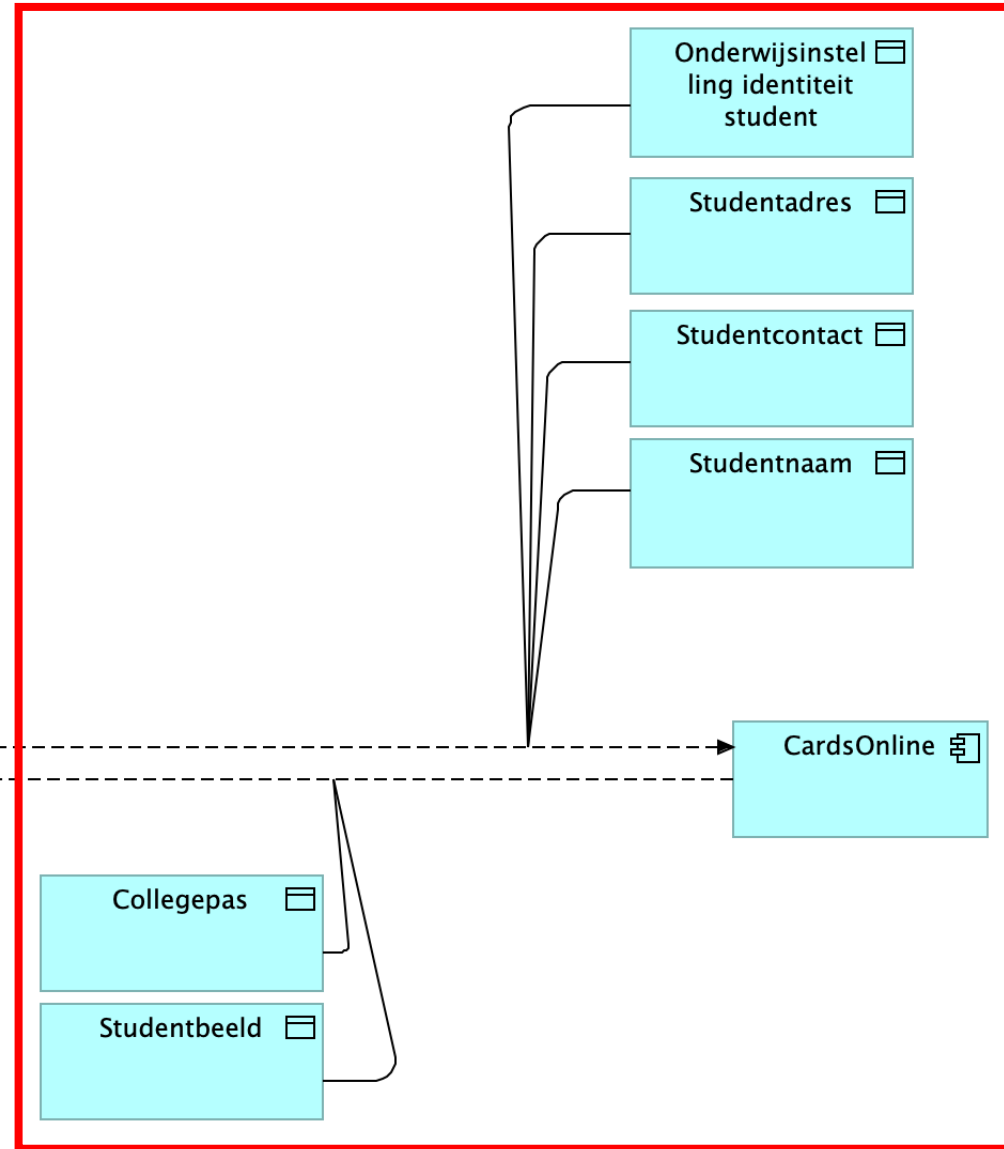 Onderwijsinstel
ling identiteit
student
Studentadres
Studentcontact
Studentnaam
CardsOnline
Collegepas
Studentbeeld